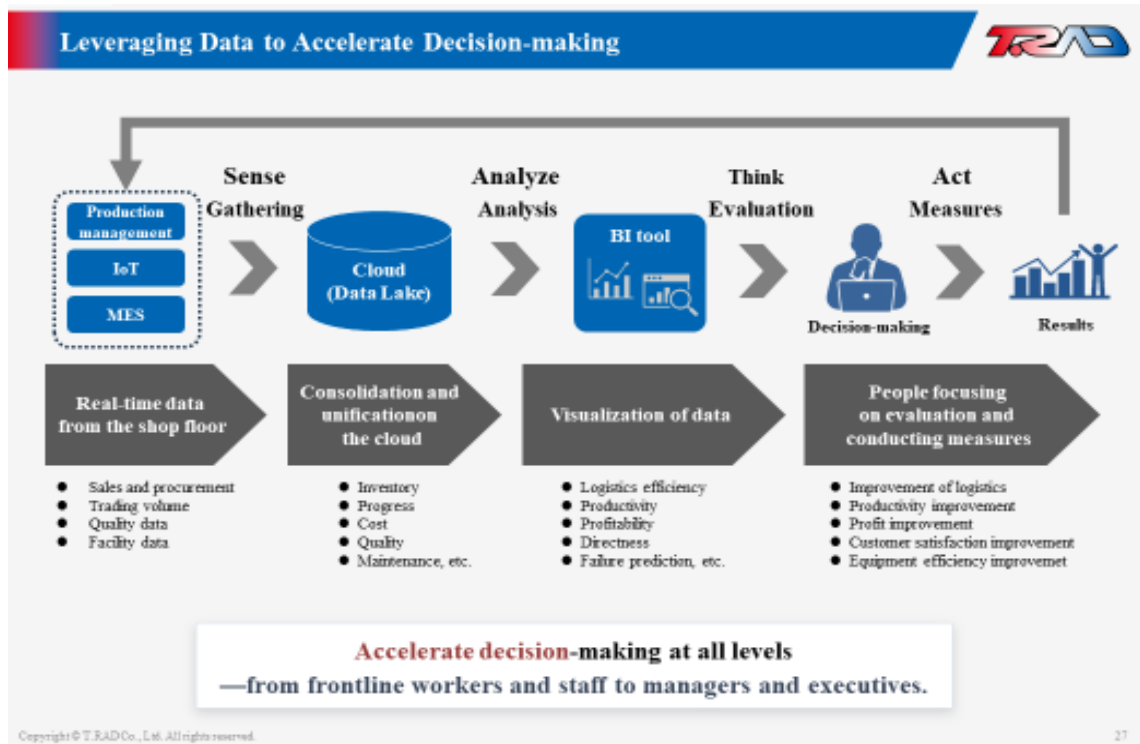 Leveraging Data to Accelerate Decision-making
T.RAD
Sense
Gathering
Analyze
Analysis
Think
Evaluation
Act
Measures
Production
management
IoT
MES
Cloud
(Data Lake)
BI tool
Decision-making
Results
Real-time data
from the shop floor
Consolidation and
unificationon
the cloud
Visualization of data
People focusing
on evaluation and
conducting measures
● Sales and procurement
● Trading volume
● Quality data
● Facility data
● Inventory
● Progress
● Cost
● Quality
● Maintenance, etc.
● Logistics efficiency
● Productivity
● Profitability
● Directness
● Failure prediction, etc.
● Improvement of logistics
● Productivity improvement
● Profit improvement
● Customer satisfaction improvement
● Equipment efficiency improvemet
Accelerate decision-making at all levels
—from frontline workers and staff to managers and executives.
Copyright © T.RAD Co., Ltd. All rights reserved.
27